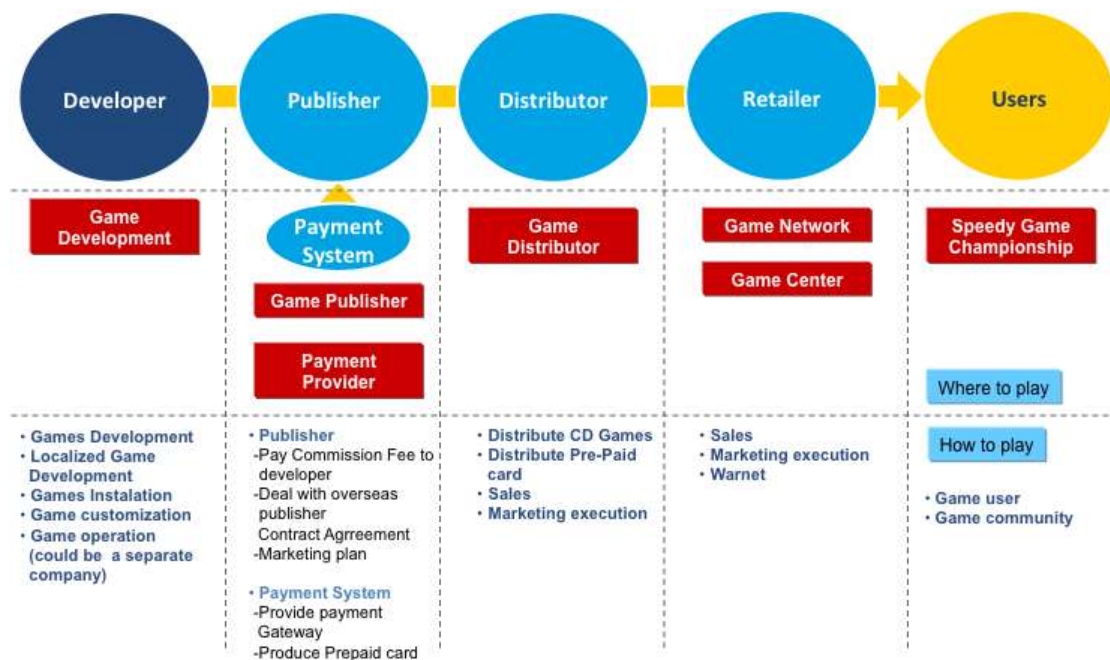 Developer
Publisher
Distributor
Retailer
Users
Game
Development
Payment
System
Game Publisher
Payment
Provider
Game
Distributor
Game Network
Game Center
Speedy Game
Championship
Where to play
How to play
• Games Development
• Localized Game
Development
• Games Instalation
• Game customization
• Game operation
(could be a separate
company)
• Publisher
-Pay Commission Fee to
developer
-Deal with overseas
publisher
Contract Agrreement
-Marketing plan
• Payment System
-Provide payment
Gateway
-Produce Prepaid card
• Distribute CD Games
• Distribute Pre-Paid
card
• Sales
• Marketing execution
• Sales
• Marketing execution
• Warnet
• Game user
• Game community